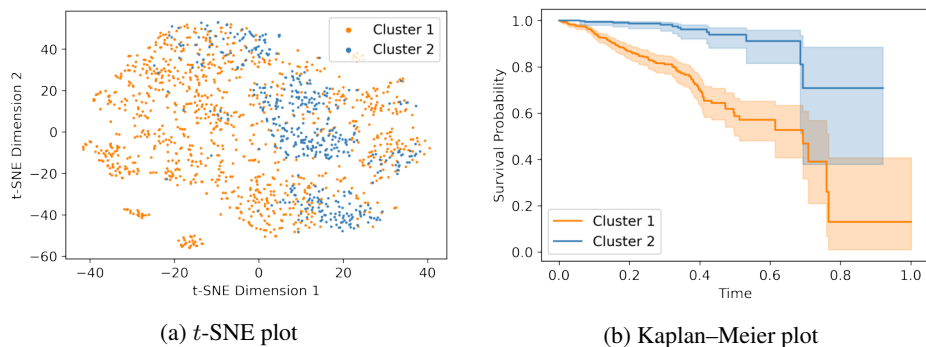 40
20
0
−20
−40
−60
t-SNE Dimension 2
Cluster 1
Cluster 2
−40
−20
0
20
40
t-SNE Dimension 1
(a) t-SNE plot
1.0
0.8
0.6
0.4
0.2
0.0
Survival Probability
Cluster 1
Cluster 2
0.0
0.2
0.4
0.6
0.8
1.0
Time
(b) Kaplan–Meier plot